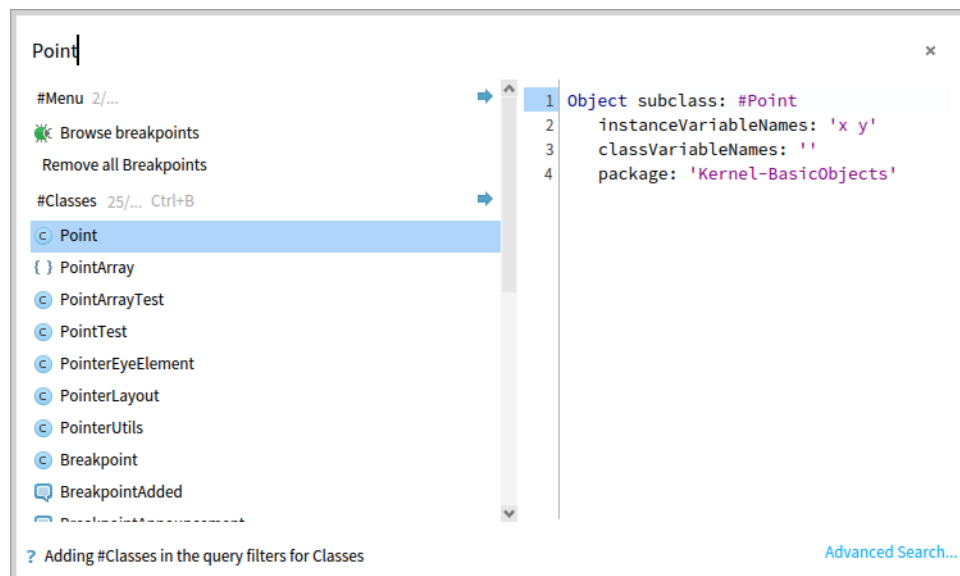 Point
#Menu 2/...
Browse breakpoints
Remove all Breakpoints
#Classes 25/... Ctrl+B
Point
{ } PointArray
PointArrayTest
PointTest
PointerEyeElement
PointerLayout
PointerUtils
Breakpoint
BreakpointAdded
BreakpointAnnouncement
1 Object subclass: #Point
2 instanceVariableNames: 'x y'
3 classVariableNames: ''
4 package: 'Kernel-BasicObjects'
? Adding #Classes in the query filters for Classes
Advanced Search...